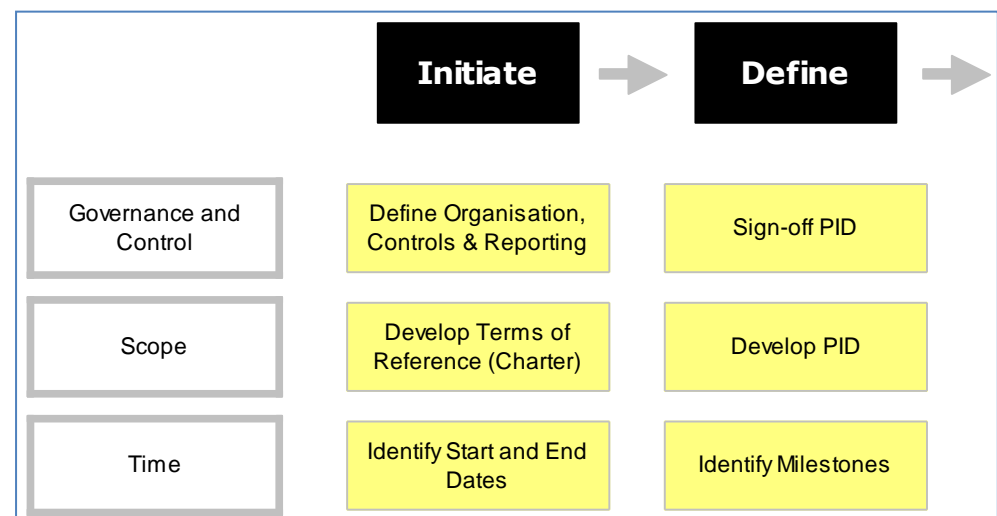 Initiate
Define
Governance and
Control
Define Organisation,
Controls & Reporting
Sign-off PID
Scope
Develop Terms of
Reference (Charter)
Develop PID
Time
Identify Start and End
Dates
Identify Milestones